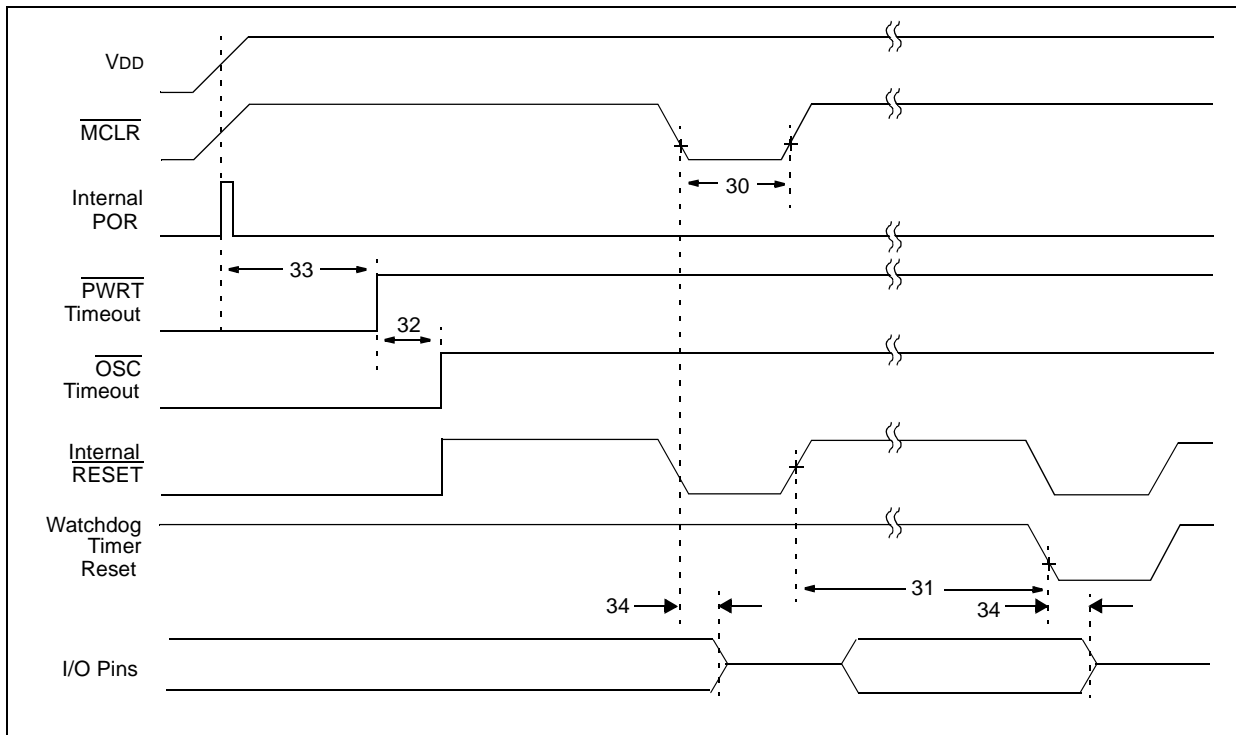 VDD
MCLR
30
Internal
POR
33
PWRT
Timeout
32
OSC
Timeout
Internal
RESET
Watchdog
Timer
Reset
31
34
34
I/O Pins